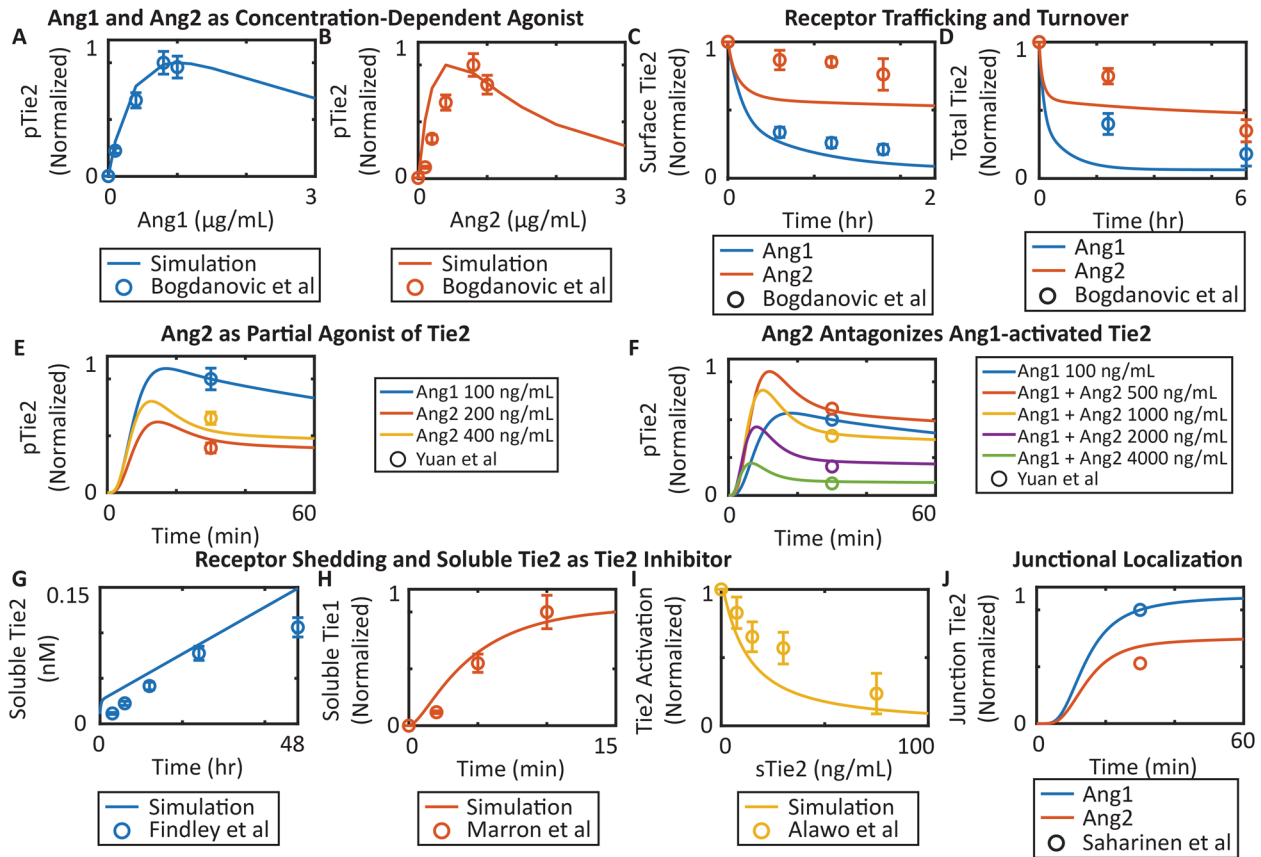 Ang1 and Ang2 as Concentration-Dependent Agonist
Receptor Trafficking and Turnover
A
1
0
pTie2
(Normalized)
0
3
Ang1 (µg/mL)
Simulation
Bogdanovic et al
B
1
0
pTie2
(Normalized)
0
3
Ang2 (µg/mL)
Simulation
Bogdanovic et al
C
1
0
Surface Tie2
(Normalized)
0
2
Time (hr)
Ang1
Ang2
Bogdanovic et al
D
1
0
Total Tie2
(Normalized)
0
6
Time (hr)
Ang1
Ang2
Bogdanovic et al
Ang2 as Partial Agonist of Tie2
E
1
0
pTie2
(Normalized)
0
60
Time (min)
Ang1 100 ng/mL
Ang2 200 ng/mL
Ang2 400 ng/mL
Yuan et al
Ang2 Antagonizes Ang1-activated Tie2
F
1
0
pTie2
(Normalized)
0
60
Time (min)
Ang1 100 ng/mL
Ang1 + Ang2 500 ng/mL
Ang1 + Ang2 1000 ng/mL
Ang1 + Ang2 2000 ng/mL
Ang1 + Ang2 4000 ng/mL
Yuan et al
Receptor Shedding and Soluble Tie2 as Tie2 Inhibitor
Junctional Localization
G
0.15
0
Soluble Tie2
(nM)
0
48
Time (hr)
Simulation
Findley et al
H
1
0
Soluble Tie1
(Normalized)
0
15
Time (min)
Simulation
Marron et al
I
1
0
Tie2 Activation
(Normalized)
0
100
sTie2 (ng/mL)
Simulation
Alawo et al
J
1
0
Junction Tie2
(Normalized)
0
60
Time (min)
Ang1
Ang2
Saharinen et al